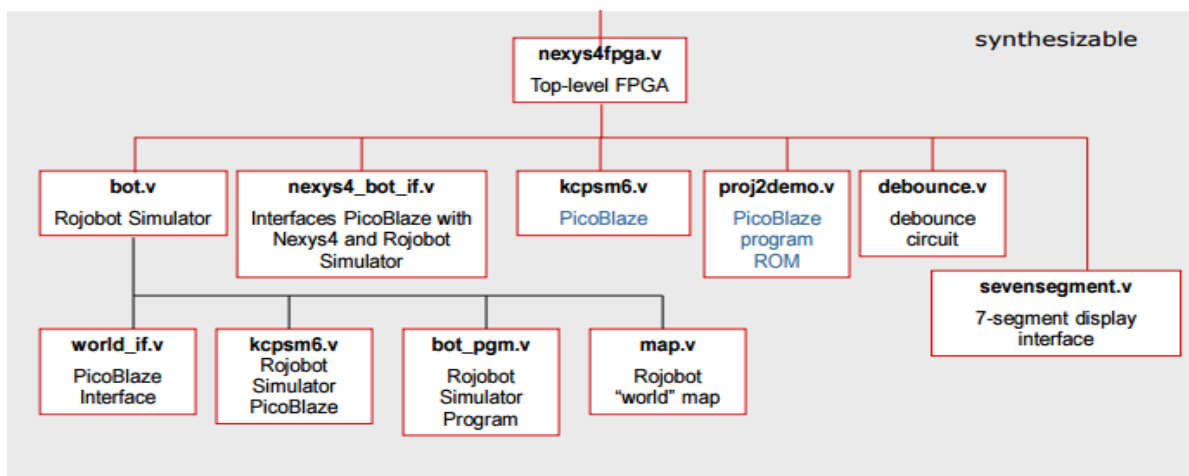 synthesizable
nexys4fpga.v
Top-level FPGA
bot.v
Rojobot Simulator
nexys4_bot_if.v
Interfaces PicoBlaze with
Nexys4 and Rojobot
Simulator
kcpsm6.v
PicoBlaze
proj2demo.v
PicoBlaze
program
ROM
debounce.v
debounce
circuit
sevensegment.v
7-segment display
interface
world_if.v
PicoBlaze
Interface
kcpsm6.v
Rojobot
Simulator
PicoBlaze
bot_pgm.v
Rojobot
Simulator
Program
map.v
Rojobot
“world” map